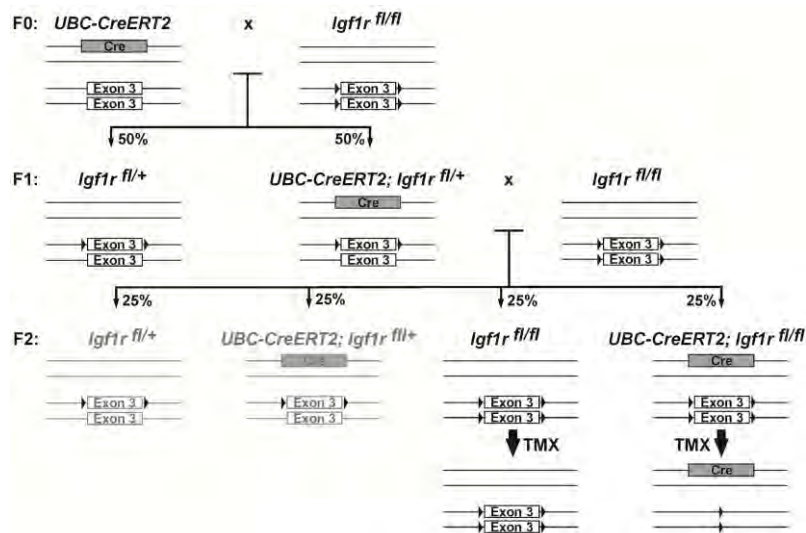 F0: UBC-CreERT2 x Igf1r fl/fl
Cre
Exon 3 Exon 3
Exon 3 Exon 3
50% 50%
F1: Igf1r fl/+ UBC-CreERT2; Igf1r fl/+ x Igf1r fl/fl
Cre
Exon 3 Exon 3 Exon 3
Exon 3 Exon 3 Exon 3
25% 25% 25% 25%
F2: Igf1r fl/+ UBC-CreERT2; Igf1r fll+ Igf1r fl/fl UBC-CreERT2; Igf1r fl/fl
Cre Cre
Exon 3 Exon 3 Exon 3 Exon 3
Exon 3 Exon 3 Exon 3 Exon 3
TMX TMX
Cre
Exon 3
Exon 3